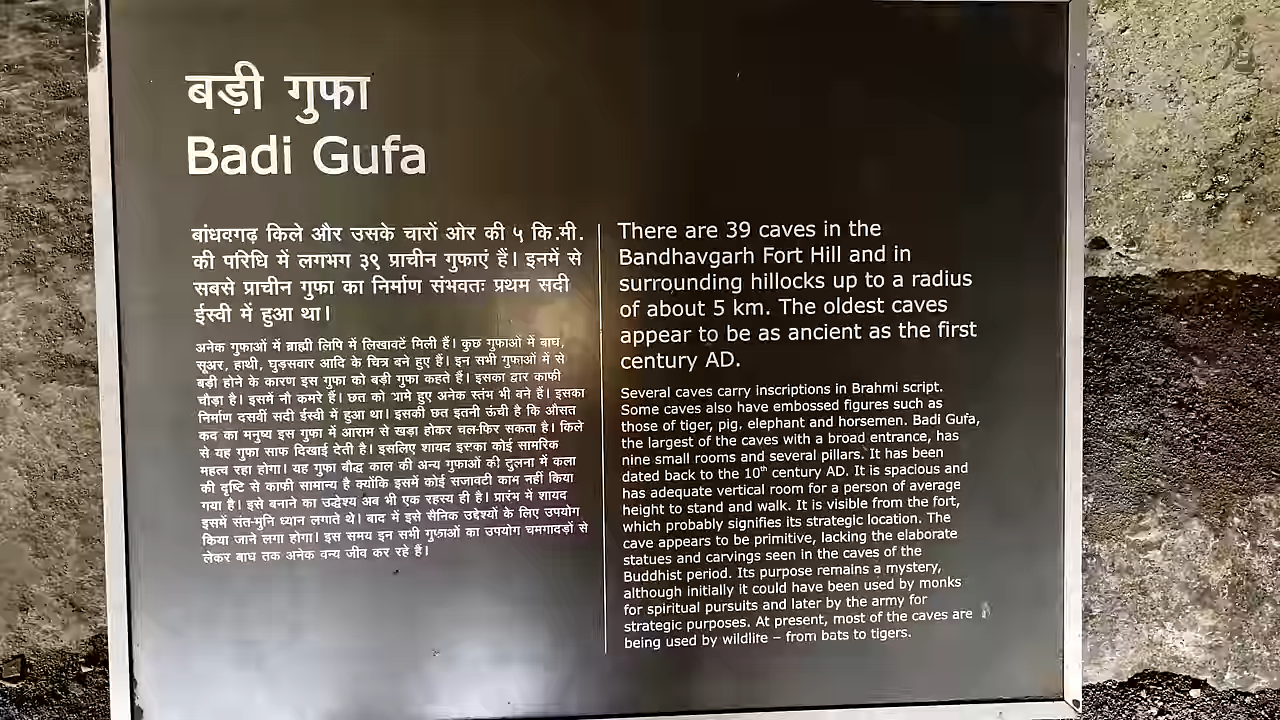 बड़ी गुफा
Badi Gufa
बांधवगढ़ किले और उसके चारों ओर की ५ कि.मी.
की परिधि में लगभग ३९ प्राचीन गुफाएं हैं। इनमें से
सबसे प्राचीन गुफा का निर्माण संभवतः प्रथम सदी
ईस्वी में हुआ था।
अनेक गुफाओं में ब्राह्मी लिपि में लिखावटें मिली हैं। कुछ गुफाओं में बाघ,
सूअर, हाथी, घुड़सवार आदि के चित्र बने हुए हैं। इन सभी गुफाओं में से
बड़ी होने के कारण इस गुफा को बड़ी गुफा कहते हैं। इसका द्वार काफी
चौड़ा है। इसमें नौ कमरे हैं। छत को थामे हुए अनेक स्तंभ भी बने हैं। इसका
निर्माण दसवीं सदी ईस्वी में हुआ था। इसकी छत इतनी ऊंची है कि औसत
कद का मनुष्य इस गुफा में आराम से खड़ा होकर चल-फिर सकता है। किले
से यह गुफा साफ दिखाई देती है। इसलिए शायद इसका कोई सामरिक
महत्व रहा होगा। यह गुफा बौद्ध काल की अन्य गुफाओं की तुलना में कला
की दृष्टि से काफी सामान्य है क्योंकि इसमें कोई सजावटी काम नहीं किया
गया है। इसे बनाने का उद्धेश्य अब भी एक रहस्य ही है। प्रारंभ में शायद
इसमें संत-मुनि ध्यान लगाते थे। बाद में इसे सैनिक उद्देश्यों के लिए उपयोग
किया जाने लगा होगा। इस समय इन सभी गुफाओं का उपयोग चमगादड़ों से
लेकर बाघ तक अनेक वन्य जीव कर रहे हैं।
There are 39 caves in the
Bandhavgarh Fort Hill and in
surrounding hillocks up to a radius
of about 5 km. The oldest caves
appear to be as ancient as the first
century AD.
Several caves carry inscriptions in Brahmi script.
Some caves also have embossed figures such as
those of tiger, pig, elephant and horsemen. Badi Gufa,
the largest of the caves with a broad entrance, has
nine small rooms and several pillars. It has been
dated back to the 10th century AD. It is spacious and
has adequate vertical room for a person of average
height to stand and walk. It is visible from the fort,
which probably signifies its strategic location. The
cave appears to be primitive, lacking the elaborate
statues and carvings seen in the caves of the
Buddhist period. Its purpose remains a mystery,
although initially it could have been used by monks
for spiritual pursuits and later by the army for
strategic purposes. At present, most of the caves are
being used by wildlife – from bats to tigers.